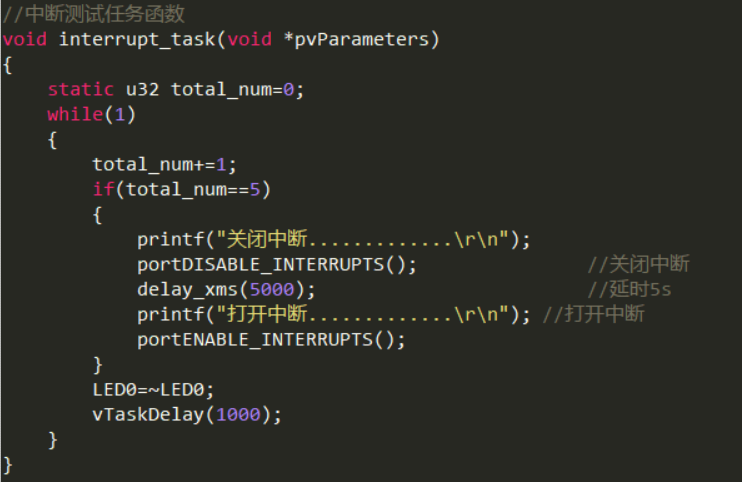 //中断测试任务函数
void interrupt_task(void *pvParameters)
{
    static u32 total_num=0;
    while(1)
    {
        total_num+=1;
        if(total_num==5)
        {
            printf("关闭中断.............\r\n");
            portDISABLE_INTERRUPTS();               //关闭中断
            delay_xms(5000);                        //延时5s
            printf("打开中断.............\r\n"); //打开中断
            portENABLE_INTERRUPTS();
        }
        LED0=~LED0;
        vTaskDelay(1000);
    }
}